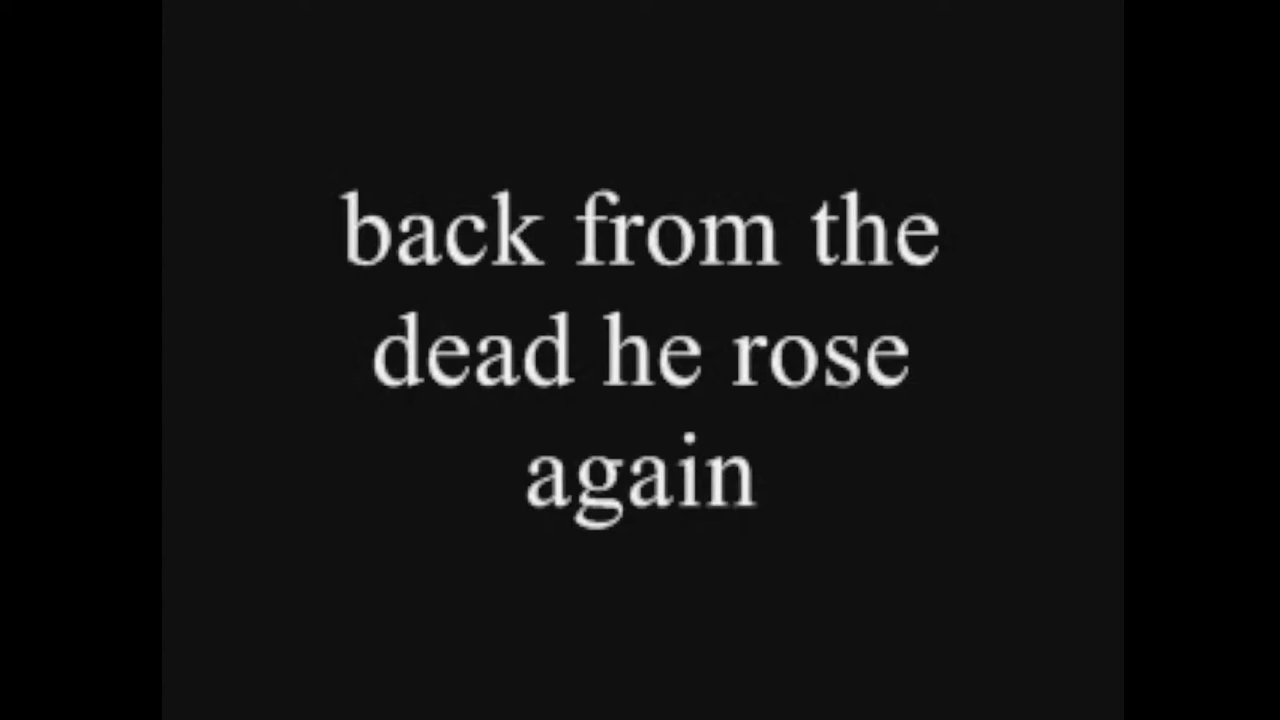 back from the
dead he rose
again